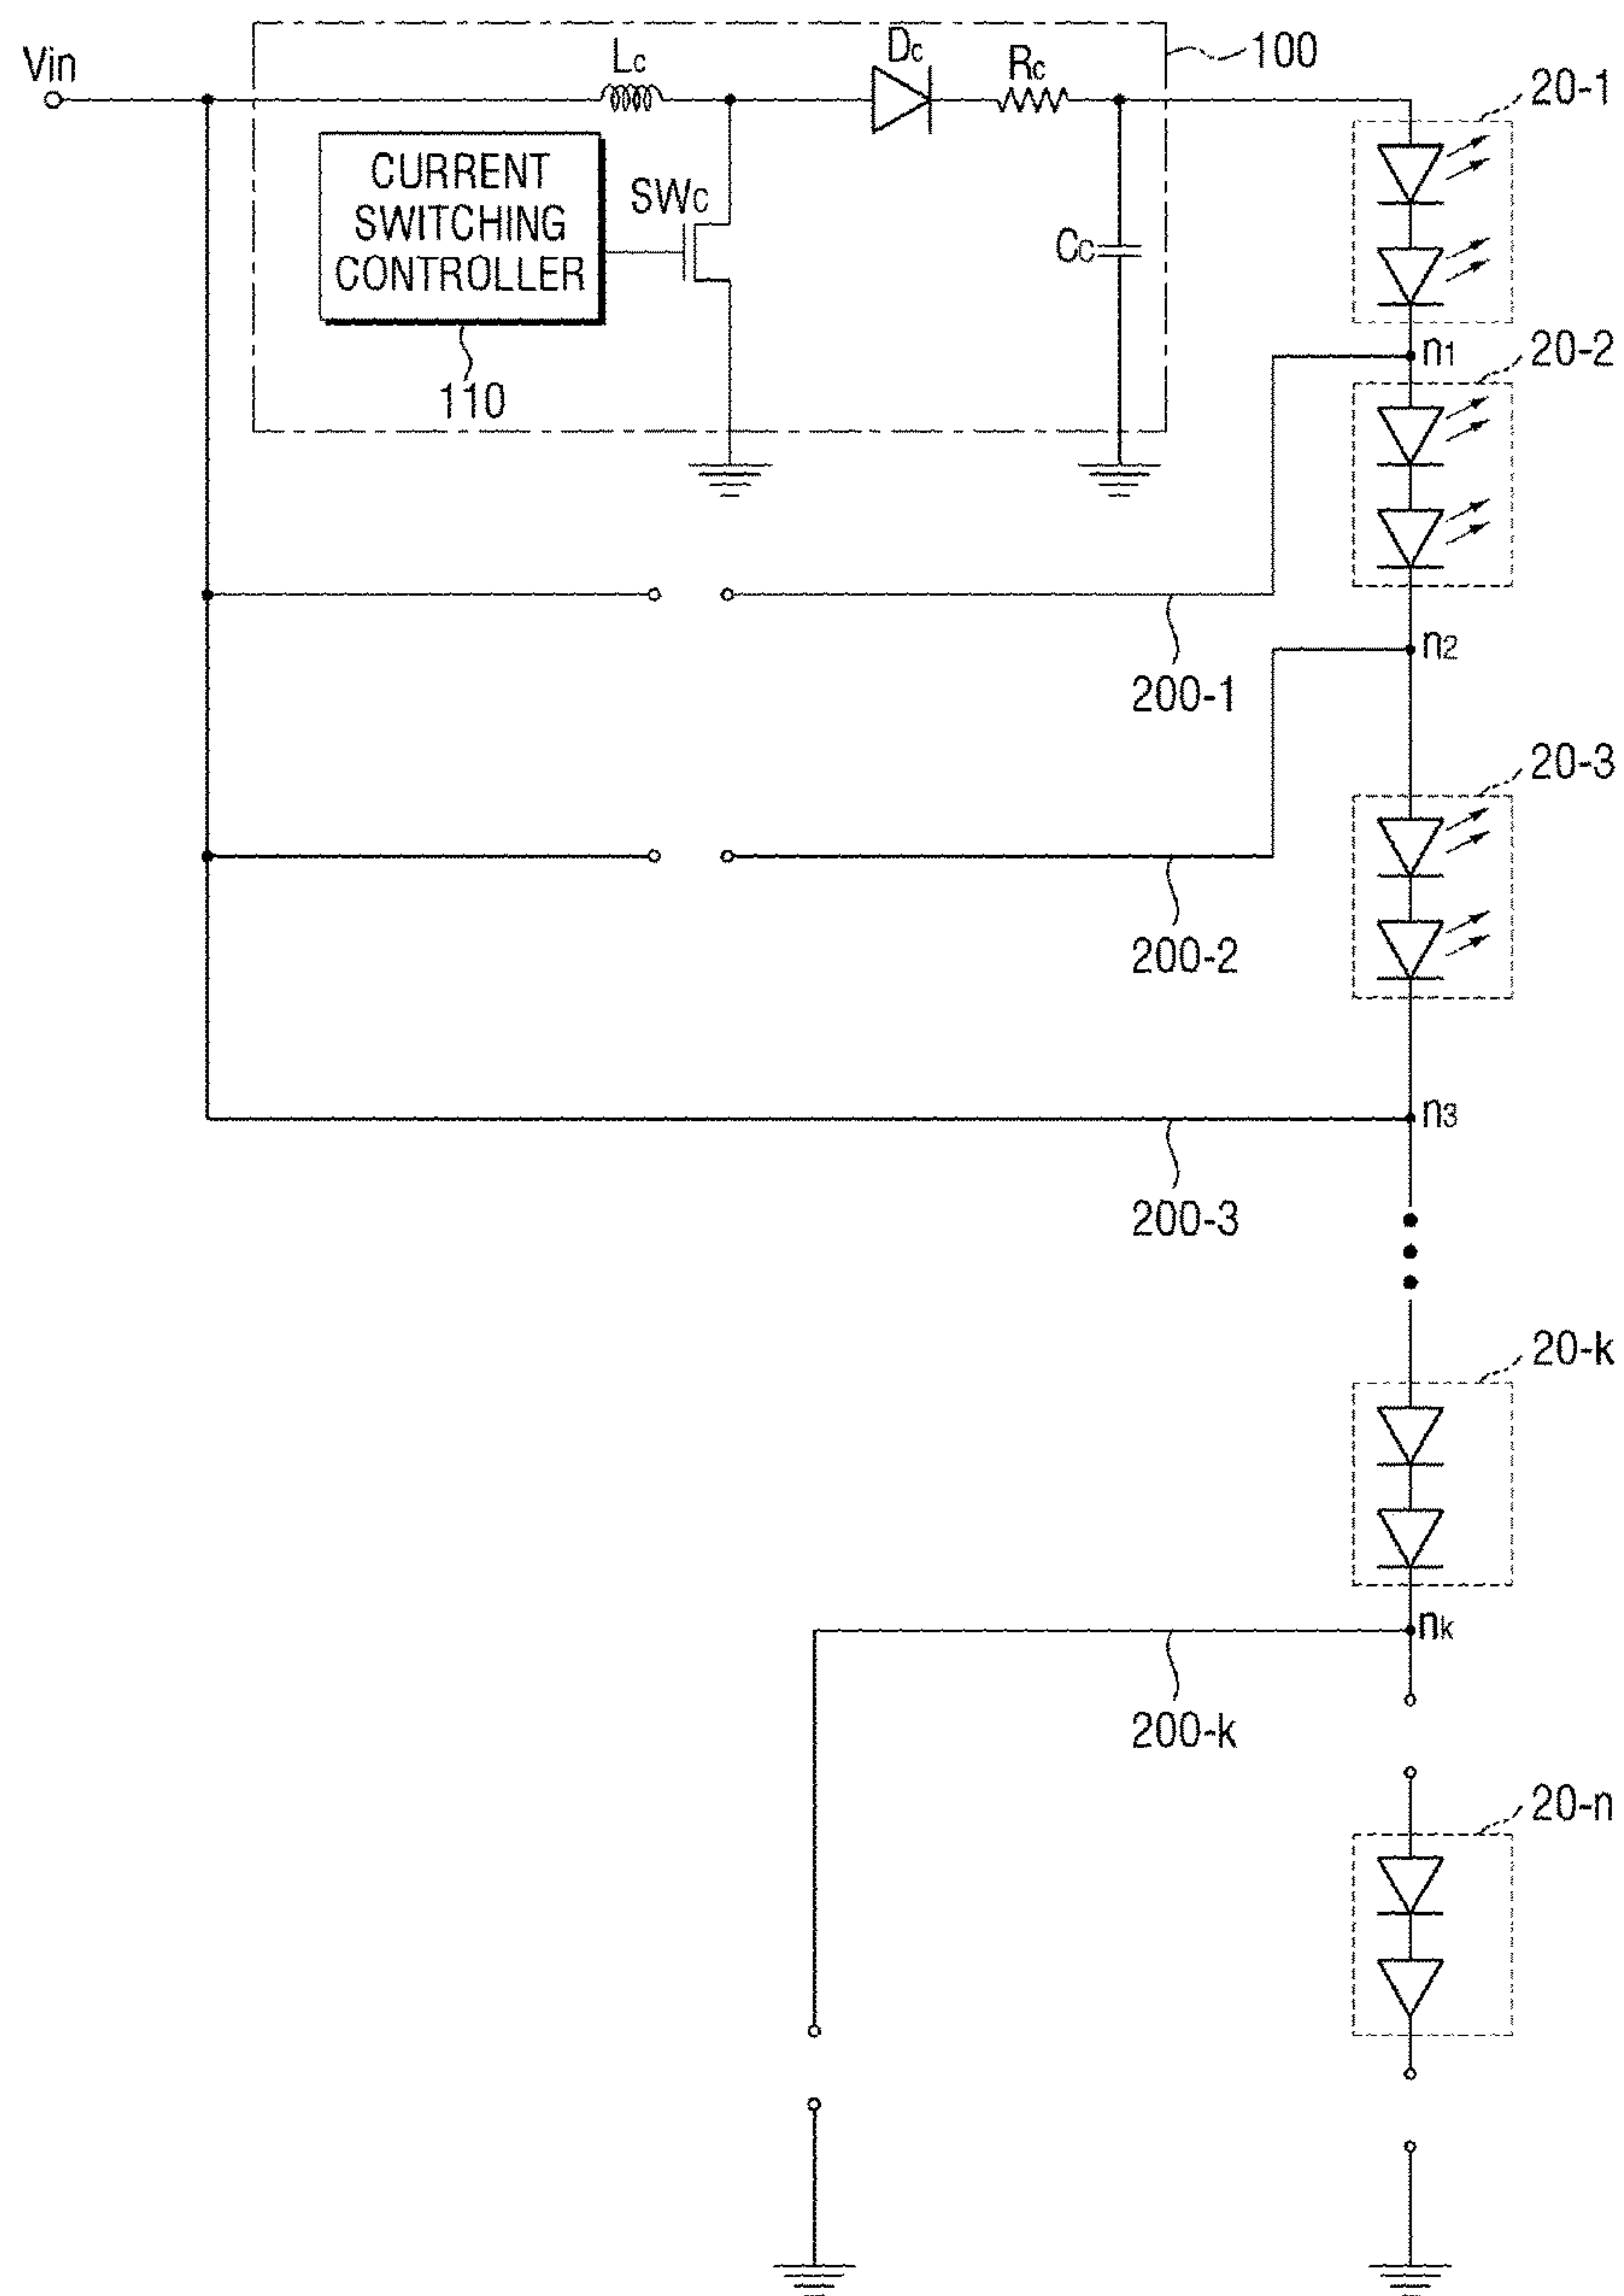 Vin
Lc
Dc
Rc
100
20-1
CURRENT
SWITCHING
CONTROLLER
SWc
Cc
110
n1
20-2
n2
200-1
20-3
200-2
n3
200-3
20-k
nk
200-k
20-n